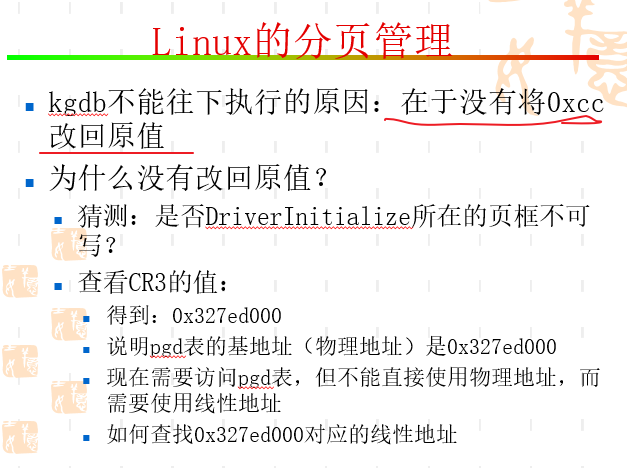 Linux的分页管理
kgdb不能往下执行的原因：在于没有将0xcc
改回原值
为什么没有改回原值？
猜测：是否DriverInitialize所在的页框不可
写？
查看CR3的值：
得到：0x327ed000
说明pgd表的基地址（物理地址）是0x327ed000
现在需要访问pgd表，但不能直接使用物理地址，而
需要使用线性地址
如何查找0x327ed000对应的线性地址